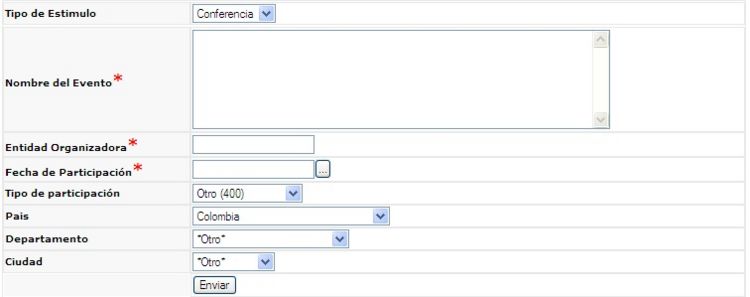 Tipo de Estimulo Conferencia
Nombre del Evento*
Entidad Organizadora*
Fecha de Participación* ...
Tipo de participación Otro (400)
Pais Colombia
Departamento *Otro*
Ciudad *Otro*
Enviar